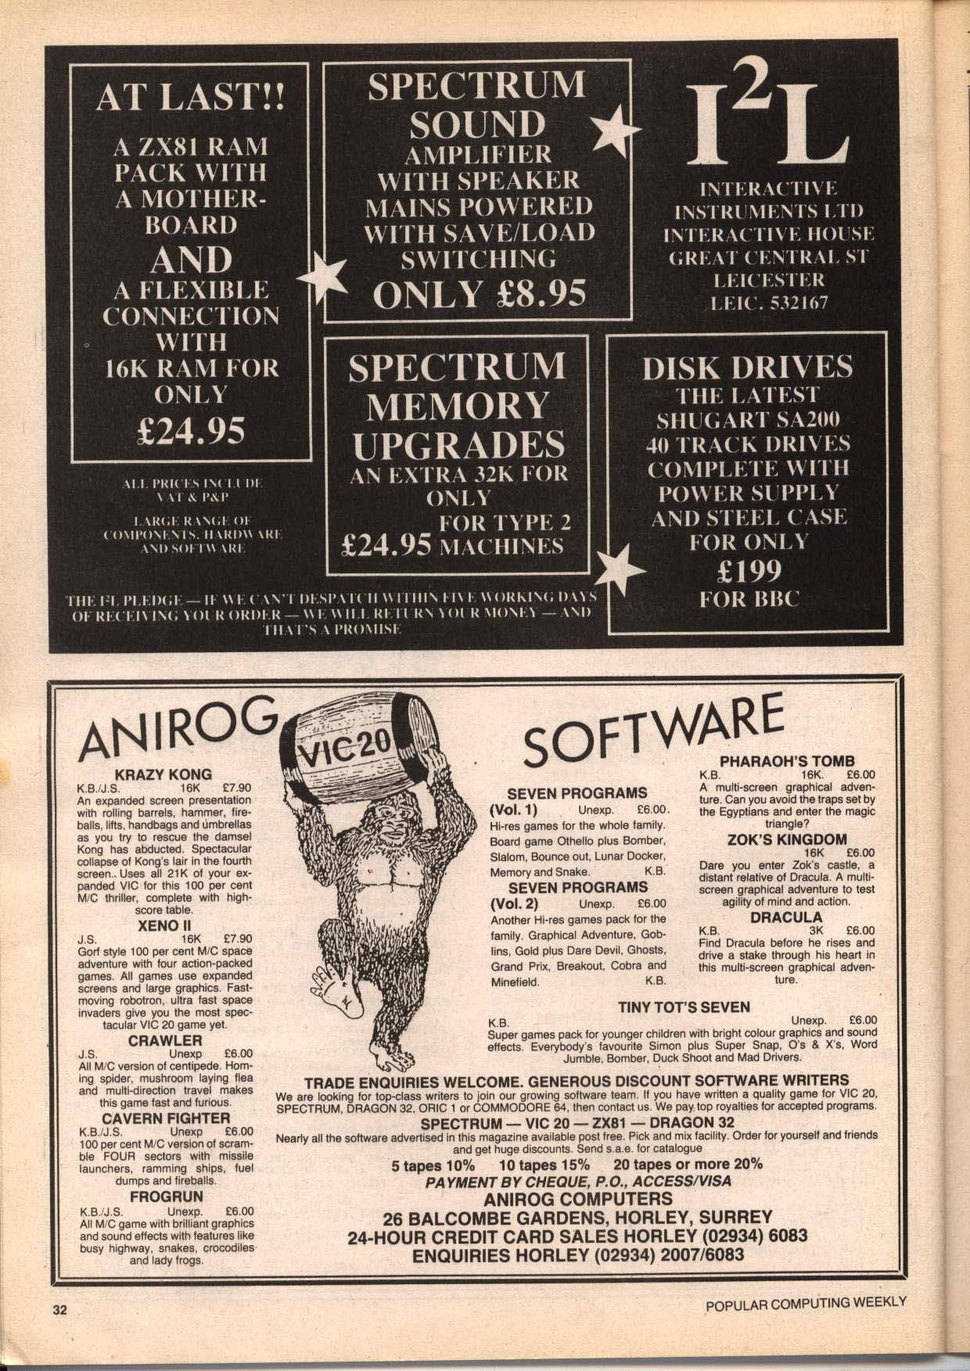 AT LAST!!
A ZX81 RAM
PACK WITH
A MOTHER-
BOARD
AND
A FLEXIBLE
CONNECTION
WITH
16K RAM FOR
ONLY
£24.95
ALL PRICES INCLUDE
VAT & P&P
LARGE RANGE OF
COMPONENTS, HARDWARE
AND SOFTWARE
SPECTRUM
SOUND
AMPLIFIER
WITH SPEAKER
MAINS POWERED
WITH SAVE/LOAD
SWITCHING
ONLY £8.95
I²L
INTERACTIVE
INSTRUMENTS LTD
INTERACTIVE HOUSE
GREAT CENTRAL ST
LEICESTER
LEIC. 532167
SPECTRUM
MEMORY
UPGRADES
AN EXTRA 32K FOR
ONLY
FOR TYPE 2
£24.95 MACHINES
DISK DRIVES
THE LATEST
SHUGART SA200
40 TRACK DRIVES
COMPLETE WITH
POWER SUPPLY
AND STEEL CASE
FOR ONLY
£199
FOR BBC
THE I²L PLEDGE — IF WE CAN'T DESPATCH WITHIN FIVE WORKING DAYS
OF RECEIVING YOUR ORDER — WE WILL RETURN YOUR MONEY — AND
THAT'S A PROMISE
ANIROG
VIC 20
SOFTWARE
KRAZY KONG
K.B./J.S. 16K £7.90
An expanded screen presentation
with rolling barrels, hammer, fire-
balls, lifts, handbags and umbrellas
as you try to rescue the damsel
Kong has abducted. Spectacular
collapse of Kong's lair in the fourth
screen.. Uses all 21K of your ex-
panded VIC for this 100 per cent
M/C thriller, complete with high-
score table.
XENO II
J.S. 16K £7.90
Gorf style 100 per cent M/C space
adventure with four action-packed
games. All games use expanded
screens and large graphics. Fast-
moving robotron, ultra fast space
invaders give you the most spec-
tacular VIC 20 game yet.
CRAWLER
J.S. Unexp £6.00
All M/C version of centipede. Hom-
ing spider, mushroom laying flea
and multi-direction travel makes
this game fast and furious.
CAVERN FIGHTER
K.B./J.S. Unexp £6.00
100 per cent M/C version of scram-
ble FOUR sectors with missile
launchers, ramming ships, fuel
dumps and fireballs.
FROGRUN
K.B./J.S. Unexp. £6.00
All M/C game with brilliant graphics
and sound effects with features like
busy highway, snakes, crocodiles
and lady frogs.
SEVEN PROGRAMS
(Vol. 1) Unexp. £6.00.
Hi-res games for the whole family.
Board game Othello plus Bomber,
Slalom, Bounce out, Lunar Docker,
Memory and Snake. K.B.
SEVEN PROGRAMS
(Vol. 2) Unexp. £6.00
Another Hi-res games pack for the
family. Graphical Adventure, Gob-
lins, Gold plus Dare Devil, Ghosts,
Grand Prix, Breakout, Cobra and
Minefield. K.B.
PHARAOH'S TOMB
K.B. 16K. £6.00
A multi-screen graphical adven-
ture. Can you avoid the traps set by
the Egyptians and enter the magic
triangle?
ZOK'S KINGDOM
16K £6.00
Dare you enter Zok's castle, a
distant relative of Dracula. A multi-
screen graphical adventure to test
agility of mind and action.
DRACULA
K.B. 3K £6.00
Find Dracula before he rises and
drive a stake through his heart in
this multi-screen graphical adven-
ture.
TINY TOT'S SEVEN
K.B. Unexp. £6.00
Super games pack for younger children with bright colour graphics and sound
effects. Everybody's favourite Simon plus Super Snap, O's & X's, Word
Jumble, Bomber, Duck Shoot and Mad Drivers.
TRADE ENQUIRIES WELCOME. GENEROUS DISCOUNT SOFTWARE WRITERS
We are looking for top-class writers to join our growing software team. If you have written a quality game for VIC 20,
SPECTRUM, DRAGON 32, ORIC 1 or COMMODORE 64, then contact us. We pay top royalties for accepted programs.
SPECTRUM — VIC 20 — ZX81 — DRAGON 32
Nearly all the software advertised in this magazine available post free. Pick and mix facility. Order for yourself and friends
and get huge discounts. Send s.a.e. for catalogue
5 tapes 10% 10 tapes 15% 20 tapes or more 20%
PAYMENT BY CHEQUE, P.O., ACCESS/VISA
ANIROG COMPUTERS
26 BALCOMBE GARDENS, HORLEY, SURREY
24-HOUR CREDIT CARD SALES HORLEY (02934) 6083
ENQUIRIES HORLEY (02934) 2007/6083
32
POPULAR COMPUTING WEEKLY